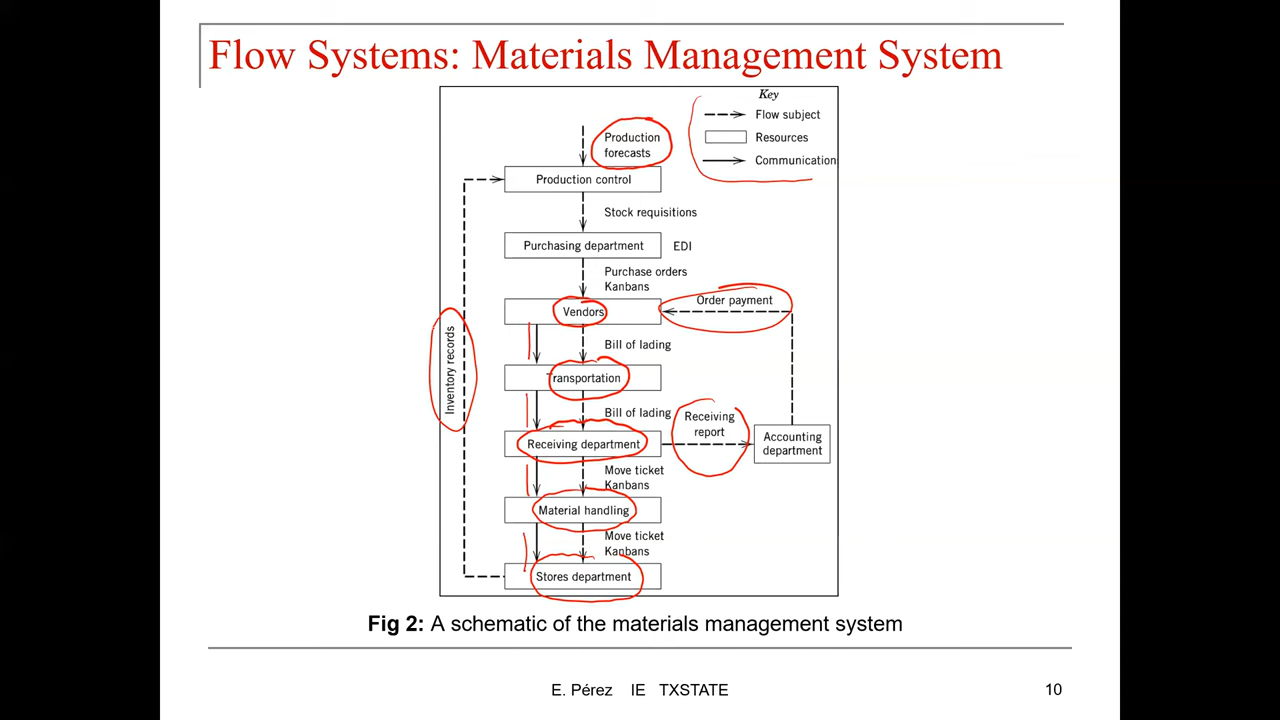 Flow Systems: Materials Management System
Key
Flow subject
Resources
Communication
Production
forecasts
Production control
Stock requisitions
Purchasing department
EDI
Purchase orders
Kanbans
Vendors
Order payment
Bill of lading
Transportation
Bill of lading
Receiving
report
Receiving department
Accounting
department
Move ticket
Kanbans
Material handling
Move ticket
Kanbans
Stores department
Inventory records
Fig 2: A schematic of the materials management system
E. Pérez IE TXSTATE
10